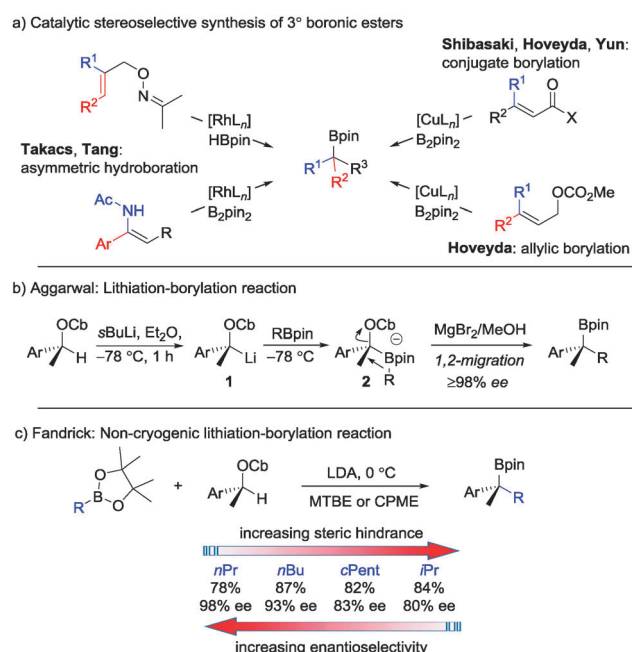 a) Catalytic stereoselective synthesis of 3° boronic esters
R¹
R²
O
N
[RhLn]
HBpin
Takacs, Tang:
asymmetric hydroboration
Ac
NH
Ar
R
[RhLn]
B2pin2
Bpin
R¹
R²
R³
Shibasaki, Hoveyda, Yun:
conjugate borylation
[CuLn]
B2pin2
R¹
R²
O
X
[CuLn]
B2pin2
R¹
R²
OCO2Me
Hoveyda: allylic borylation
b) Aggarwal: Lithiation-borylation reaction
OCb
Ar
H
sBuLi, Et2O,
–78 °C, 1 h
OCb
Ar
Li
1
RBpin
–78 °C
OCb
⊖
Ar
Bpin
R
2
MgBr2/MeOH
1,2-migration
≥98% ee
Bpin
Ar
R
c) Fandrick: Non-cryogenic lithiation-borylation reaction
R
B
O
O
+
OCb
Ar
H
LDA, 0 °C
MTBE or CPME
Bpin
Ar
R
increasing steric hindrance
nPr nBu cPent iPr
78% 87% 82% 84%
98% ee 93% ee 83% ee 80% ee
increasing enantioselectivity